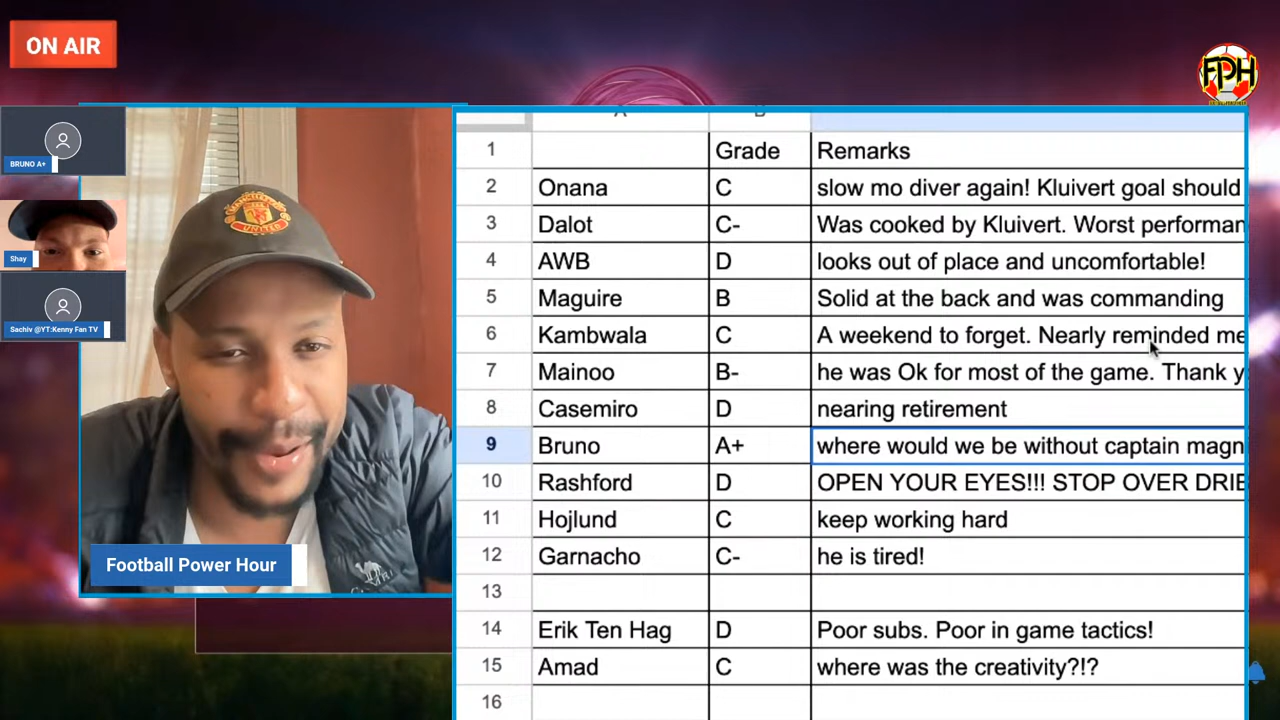 ON AIR
FPH
BRUNO A+
Shay
Sachiv @YT:Kenny Fan TV
UNITED
Football Power Hour
1 Grade Remarks
2 Onana C slow mo diver again! Kluivert goal should
3 Dalot C- Was cooked by Kluivert. Worst performan
4 AWB D looks out of place and uncomfortable!
5 Maguire B Solid at the back and was commanding
6 Kambwala C A weekend to forget. Nearly reminded me
7 Mainoo B- he was Ok for most of the game. Thank y
8 Casemiro D nearing retirement
9 Bruno A+ where would we be without captain magn
10 Rashford D OPEN YOUR EYES!!! STOP OVER DRIB
11 Hojlund C keep working hard
12 Garnacho C- he is tired!
13
14 Erik Ten Hag D Poor subs. Poor in game tactics!
15 Amad C where was the creativity?!?
16